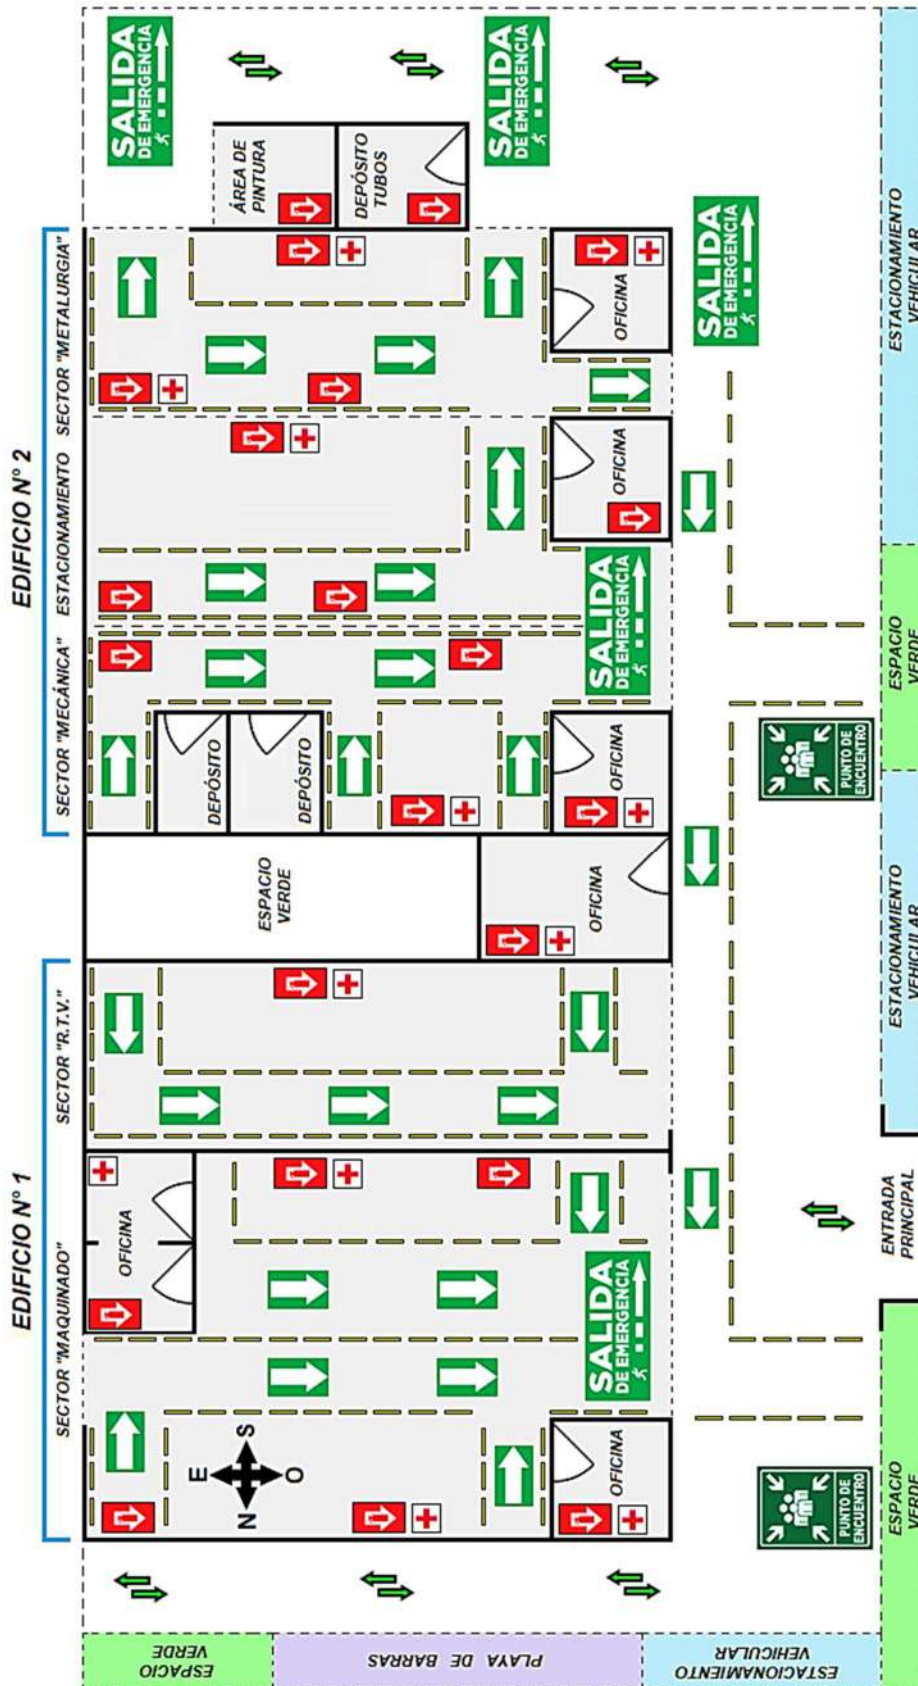 EDIFICIO N° 1
EDIFICIO N° 2
SECTOR "MAQUINADO"
SECTOR "R.T.V."
SECTOR "MECÁNICA"
ESTACIONAMIENTO
SECTOR "METALURGIA"
SALIDA
DE EMERGENCIA
ESPACIO
VERDE
PLAYA DE BARRAS
ESTACIONAMIENTO
VEHICULAR
OFICINA
N
E
S
O
OFICINA
SALIDA
DE EMERGENCIA
ESPACIO
VERDE
OFICINA
DEPÓSITO
DEPÓSITO
OFICINA
SALIDA
DE EMERGENCIA
OFICINA
OFICINA
ÁREA DE
PINTURA
DEPÓSITO
TUBOS
SALIDA
DE EMERGENCIA
SALIDA
DE EMERGENCIA
PUNTO DE
ENCUENTRO
PUNTO DE
ENCUENTRO
ESPACIO
VERDE
ENTRADA
PRINCIPAL
ESTACIONAMIENTO
VEHICULAR
ESPACIO
VERDE
ESTACIONAMIENTO
VEHICULAR